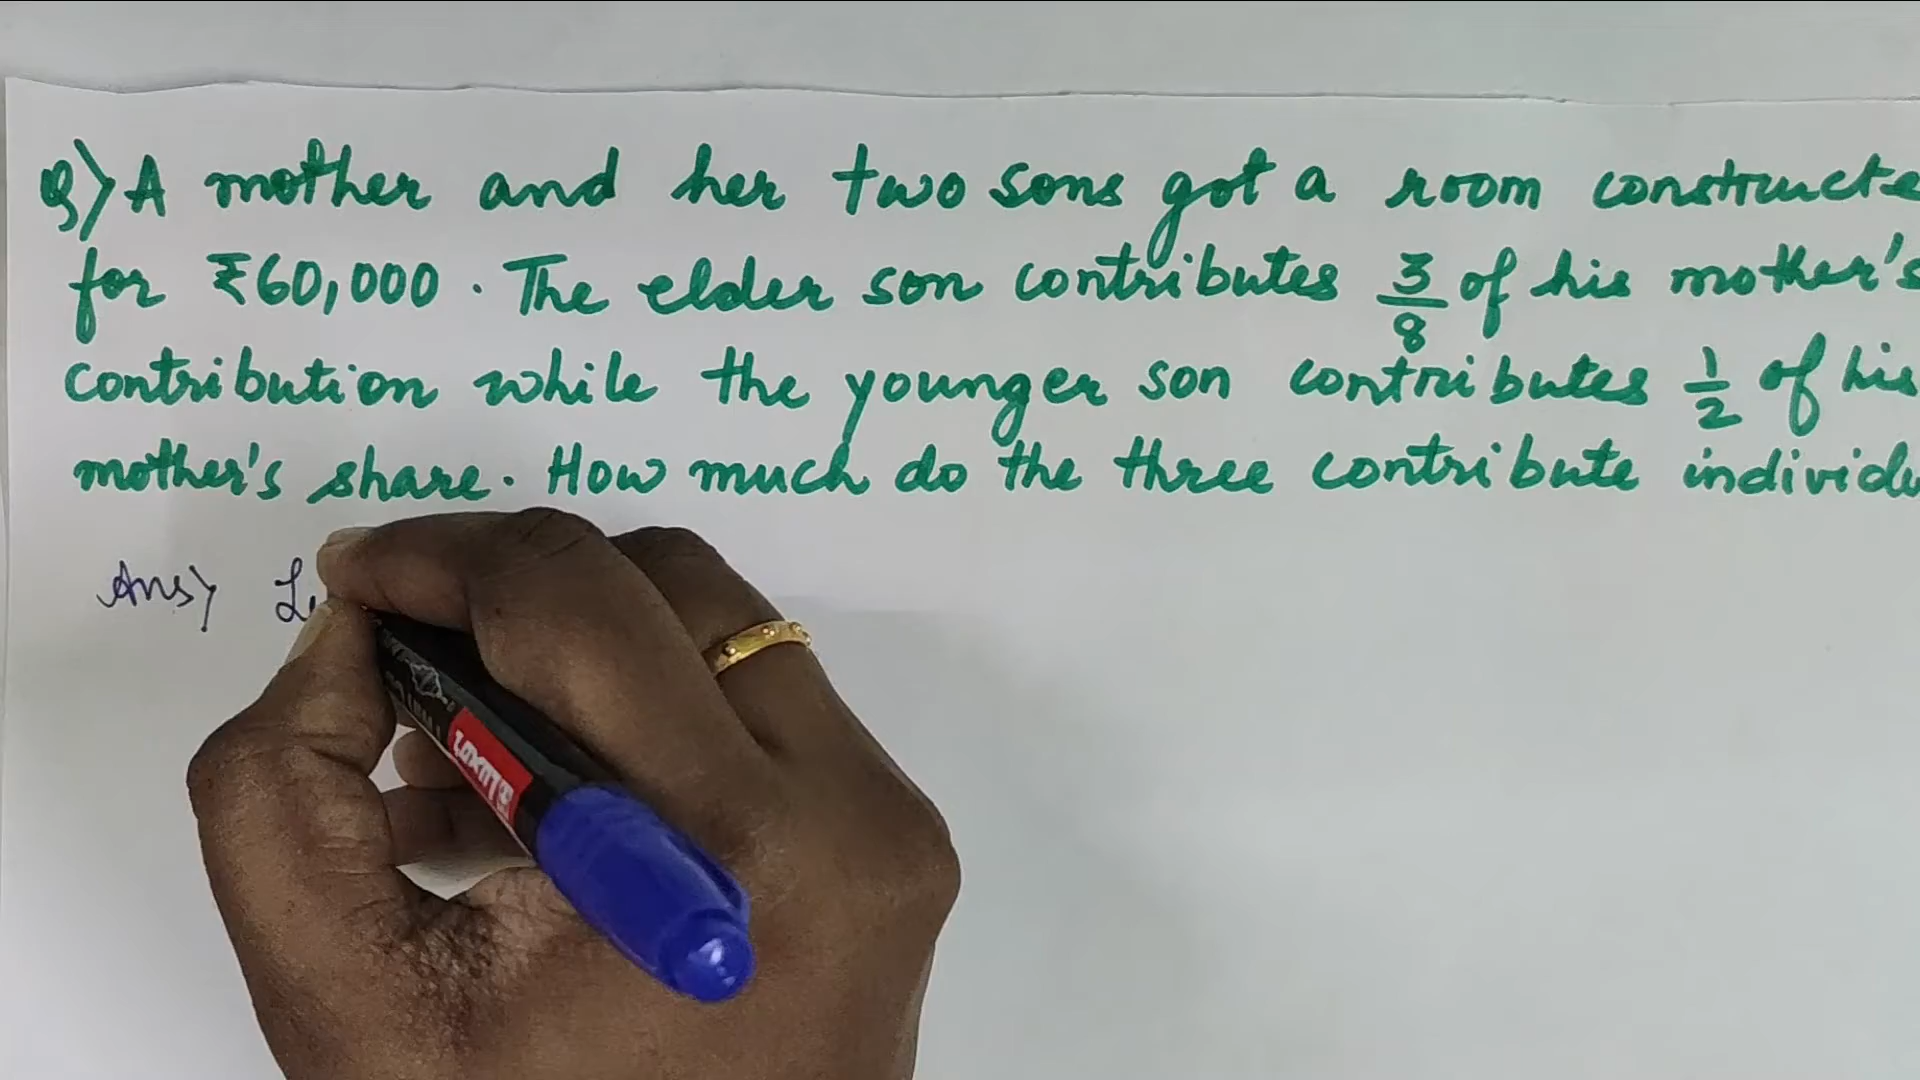 Q) A mother and her two sons got a room constructe
for ₹60,000. The elder son contributes 3/8 of his mother's
contribution while the younger son contributes 1/2 of his
mother's share. How much do the three contribute individu
Ans)
LUXOR